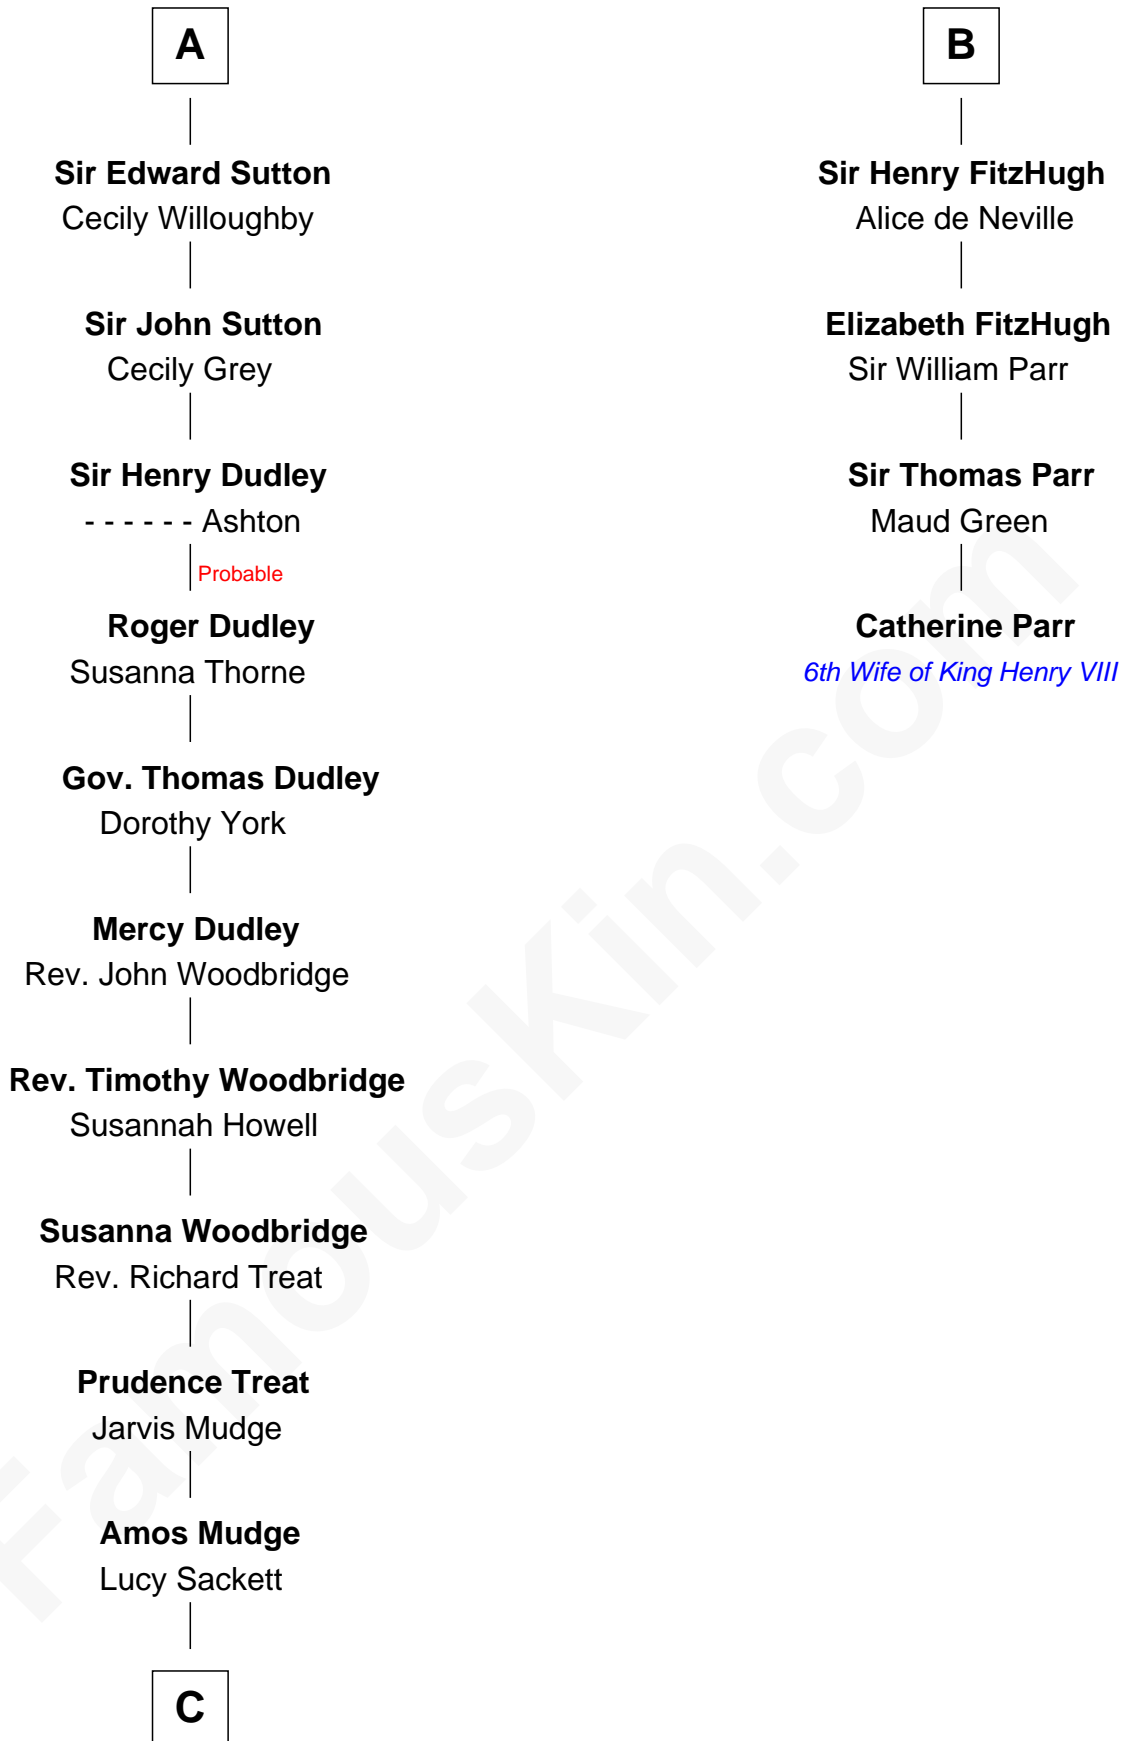 A
Sir Edward Sutton
Cecily Willoughby
Sir John Sutton
Cecily Grey
Sir Henry Dudley
- - - - - - Ashton
Probable
Roger Dudley
Susanna Thorne
Gov. Thomas Dudley
Dorothy York
Mercy Dudley
Rev. John Woodbridge
Rev. Timothy Woodbridge
Susannah Howell
Susanna Woodbridge
Rev. Richard Treat
Prudence Treat
Jarvis Mudge
Amos Mudge
Lucy Sackett
C
B
Sir Henry FitzHugh
Alice de Neville
Elizabeth FitzHugh
Sir William Parr
Sir Thomas Parr
Maud Green
Catherine Parr
6th Wife of King Henry VIII
FamousKin.com